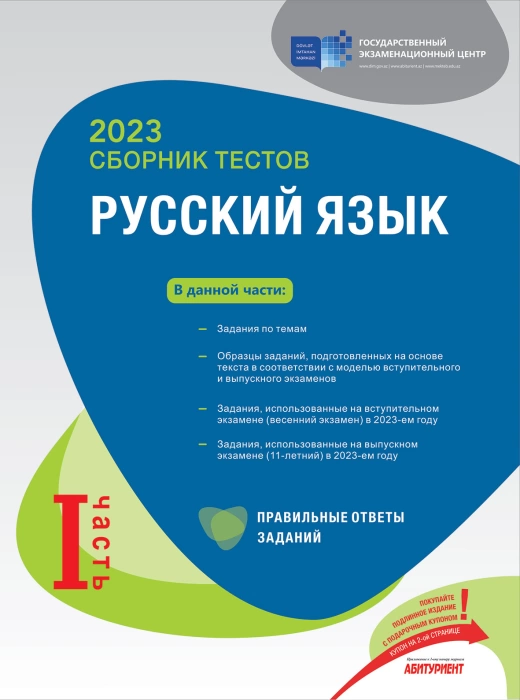 DÖVLƏT
İMTAHAN
MƏRKƏZİ
ГОСУДАРСТВЕННЫЙ
ЭКЗАМЕНАЦИОННЫЙ ЦЕНТР
2023
СБОРНИК ТЕСТОВ
РУССКИЙ ЯЗЫК
В данной части:
– Задания по темам
– Образцы заданий, подготовленных на основе
текста в соответствии с моделью вступительного
и выпускного экзаменов
– Задания, использованные на вступительном
экзамене (весенний экзамен) в 2023-ем году
– Задания, использованные на выпускном
экзамене (11-летний) в 2023-ем году
I часть
ПРАВИЛЬНЫЕ ОТВЕТЫ
ЗАДАНИЙ
ПОКУПАЙТЕ
ПОДЛИННОЕ ИЗДАНИЕ
С ПОДАРОЧНЫМ КУПОНОМ!
КУПОН НА 2-ОЙ СТРАНИЦЕ
АБИТУРИЕНТ